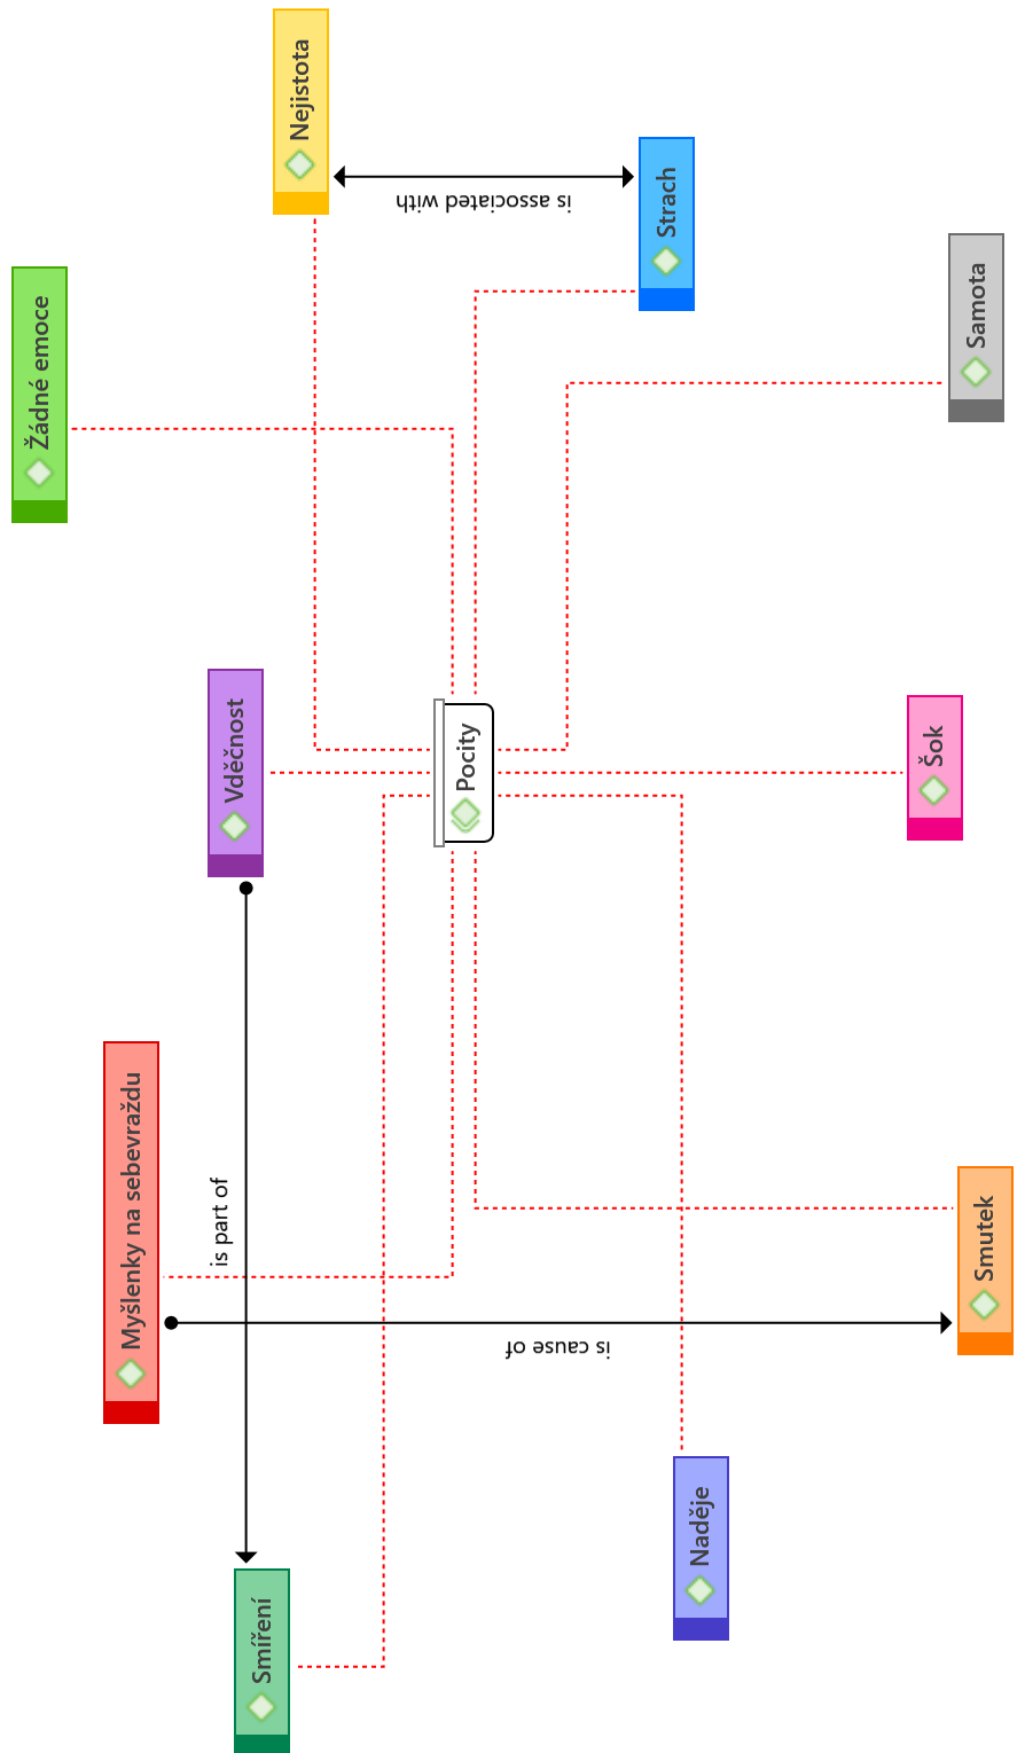 Žádné emoce
Myšlenky na sebevraždu
Vděčnost
is part of
Smíření
Nejistota
is associated with
Pocity
is cause of
Strach
Naděje
Šok
Samota
Smutek